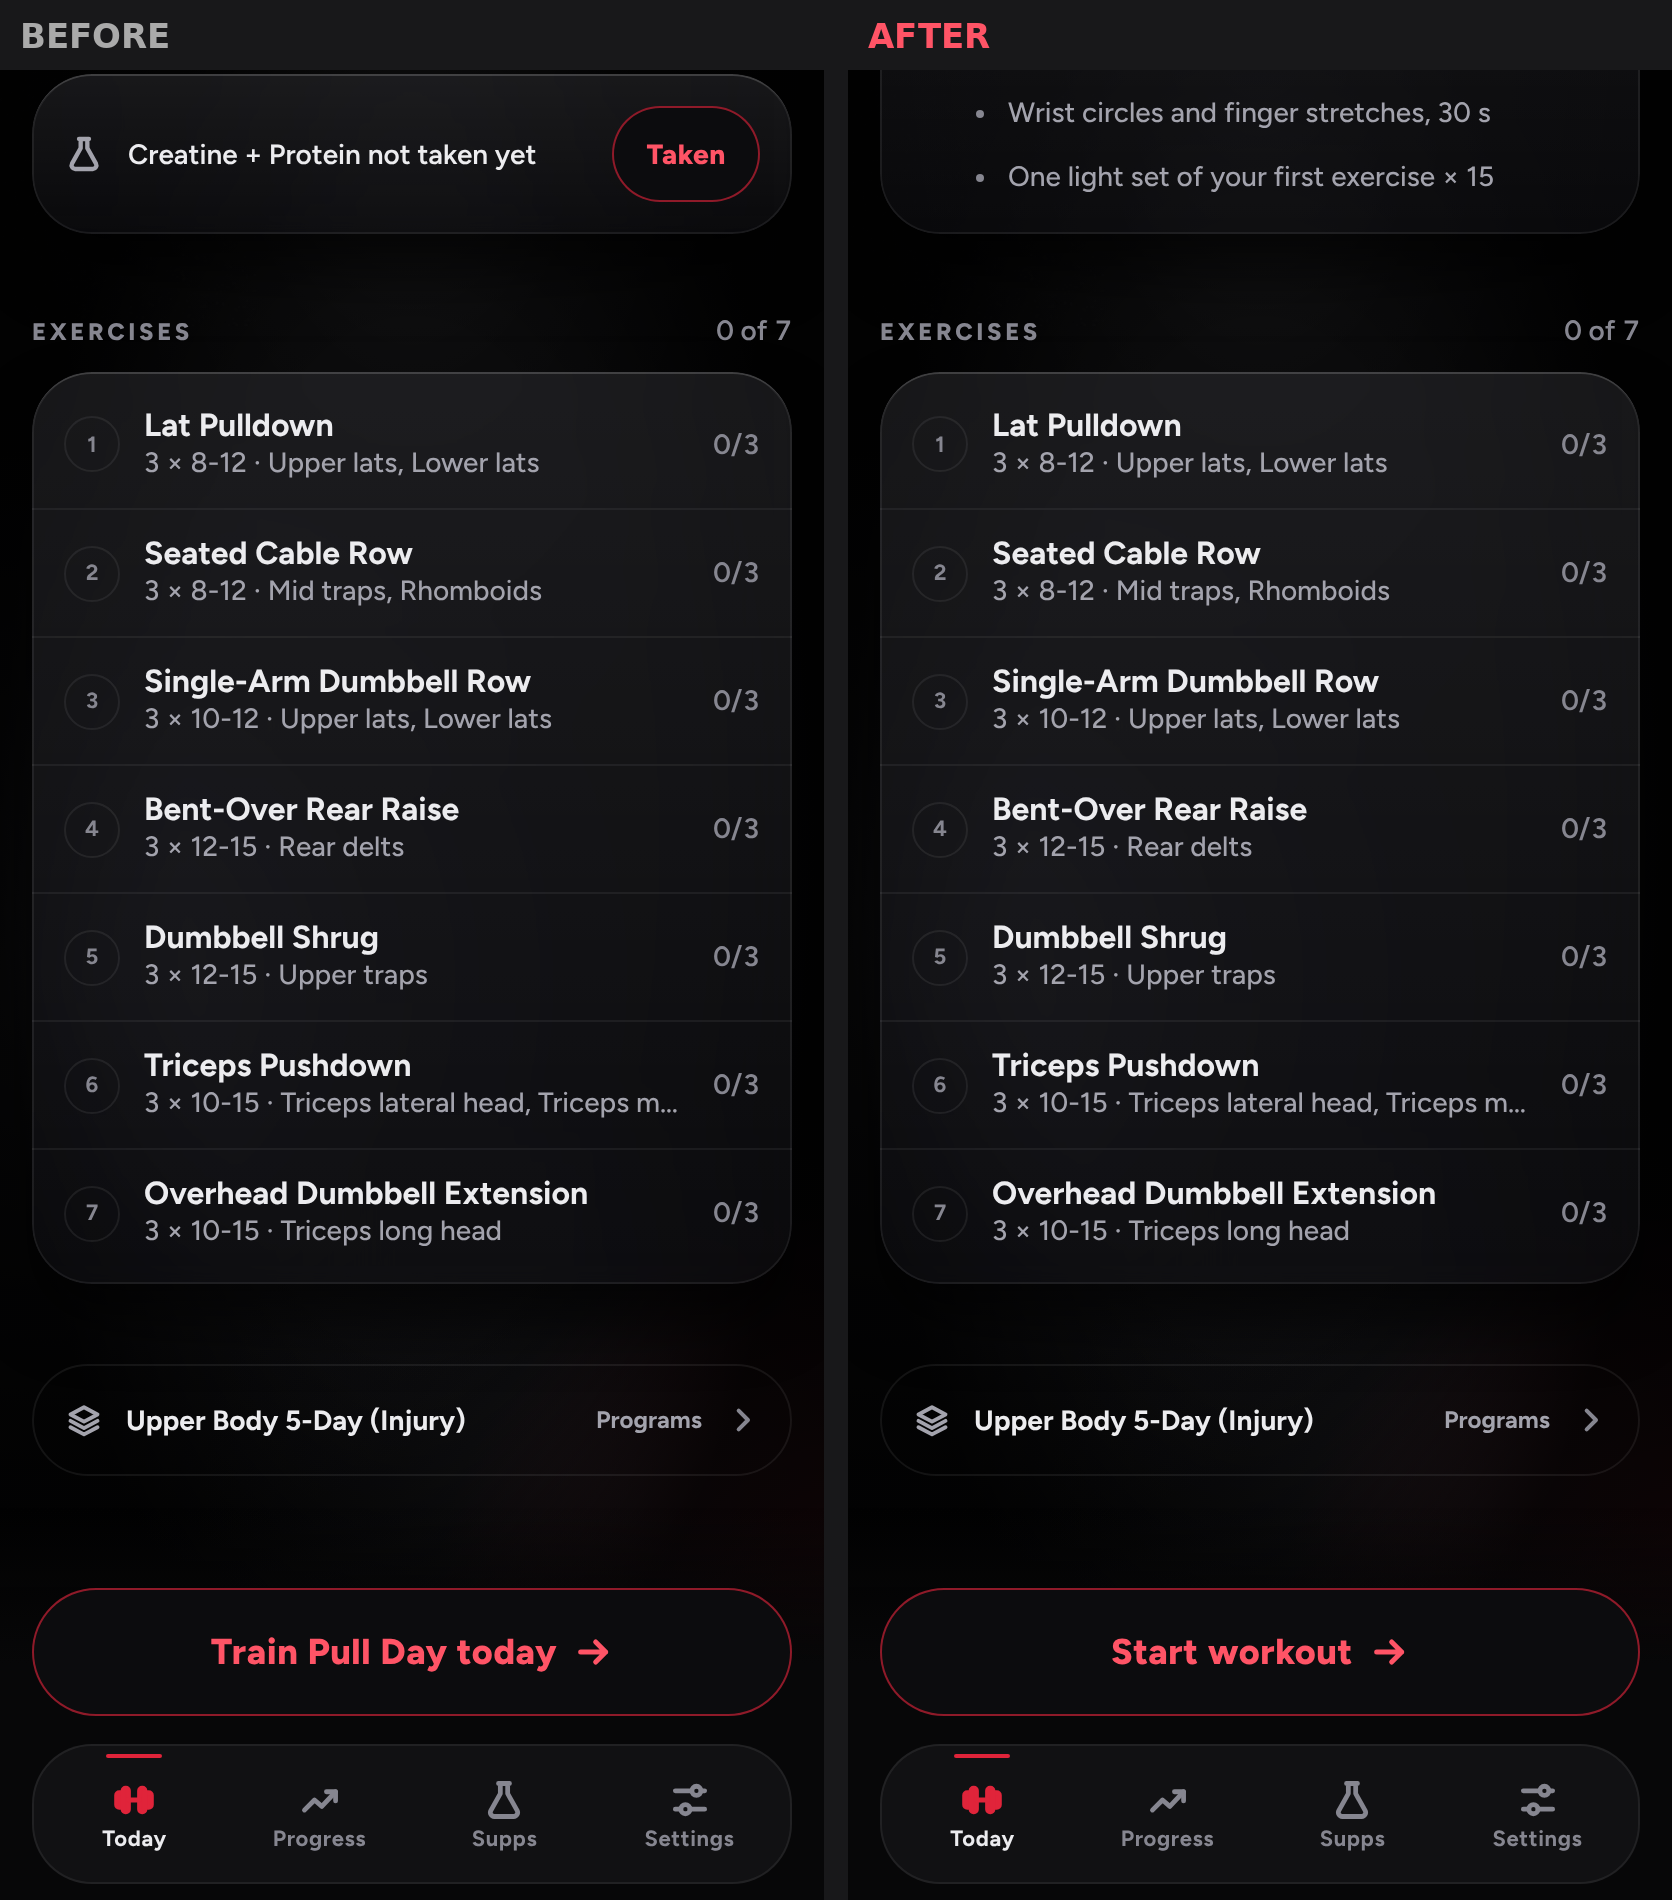 BEFORE
Creatine + Protein not taken yet
Taken
EXERCISES
0 of 7
1
Lat Pulldown
3 × 8-12 · Upper lats, Lower lats
0/3
2
Seated Cable Row
3 × 8-12 · Mid traps, Rhomboids
0/3
3
Single-Arm Dumbbell Row
3 × 10-12 · Upper lats, Lower lats
0/3
4
Bent-Over Rear Raise
3 × 12-15 · Rear delts
0/3
5
Dumbbell Shrug
3 × 12-15 · Upper traps
0/3
6
Triceps Pushdown
3 × 10-15 · Triceps lateral head, Triceps m...
0/3
7
Overhead Dumbbell Extension
3 × 10-15 · Triceps long head
0/3
Upper Body 5-Day (Injury)
Programs
Train Pull Day today →
Today
Progress
Supps
Settings
AFTER
• Wrist circles and finger stretches, 30 s
• One light set of your first exercise × 15
EXERCISES
0 of 7
1
Lat Pulldown
3 × 8-12 · Upper lats, Lower lats
0/3
2
Seated Cable Row
3 × 8-12 · Mid traps, Rhomboids
0/3
3
Single-Arm Dumbbell Row
3 × 10-12 · Upper lats, Lower lats
0/3
4
Bent-Over Rear Raise
3 × 12-15 · Rear delts
0/3
5
Dumbbell Shrug
3 × 12-15 · Upper traps
0/3
6
Triceps Pushdown
3 × 10-15 · Triceps lateral head, Triceps m...
0/3
7
Overhead Dumbbell Extension
3 × 10-15 · Triceps long head
0/3
Upper Body 5-Day (Injury)
Programs
Start workout →
Today
Progress
Supps
Settings